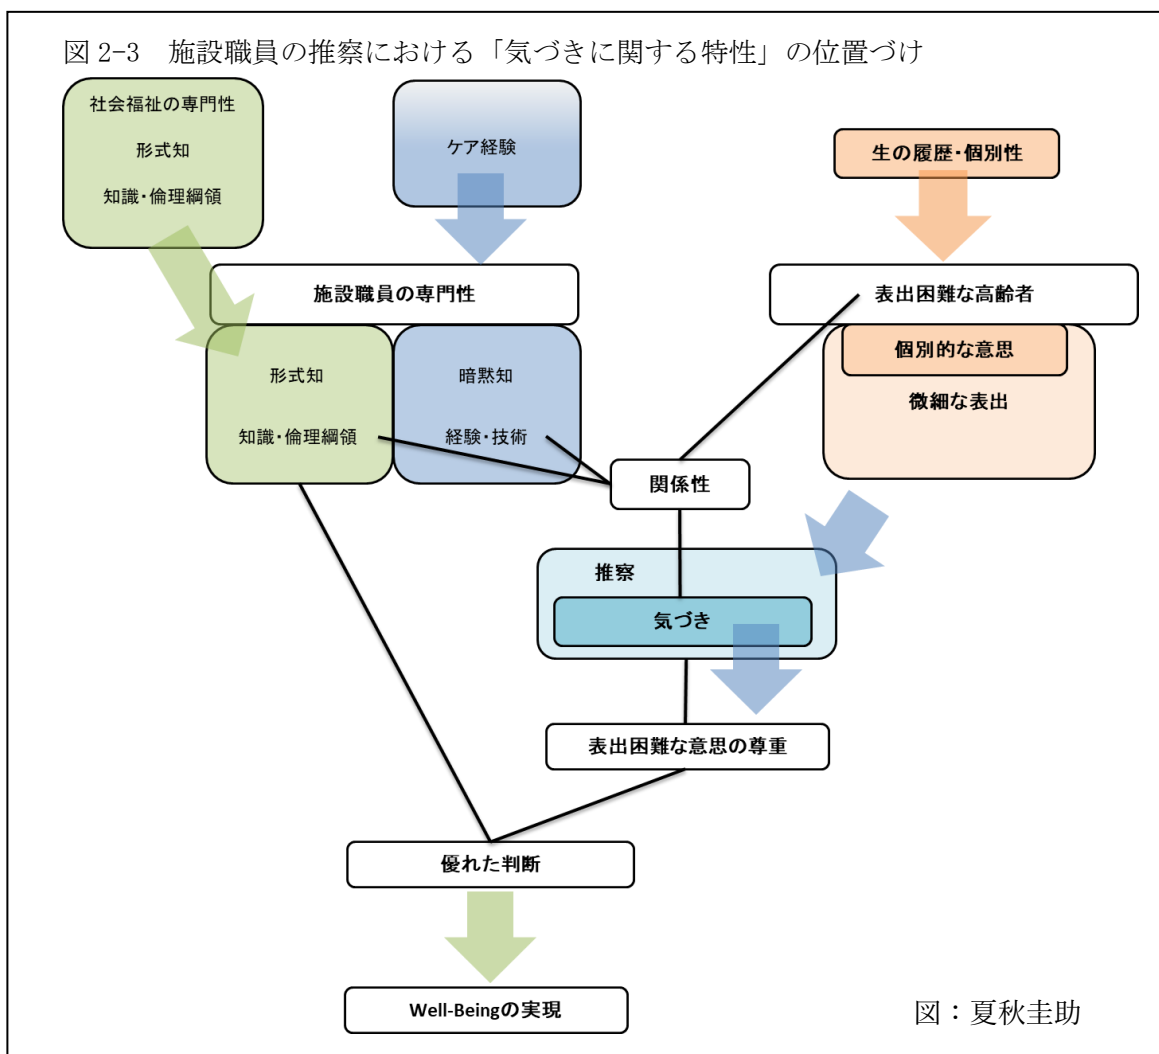 図 2-3　施設職員の推察における「気づきに関する特性」の位置づけ
社会福祉の専門性
形式知
知識・倫理綱領
ケア経験
生の履歴・個別性
施設職員の専門性
表出困難な高齢者
形式知
知識・倫理綱領
暗黙知
経験・技術
個別的な意思
微細な表出
関係性
推察
気づき
表出困難な意思の尊重
優れた判断
Well-Beingの実現
図：夏秋圭助